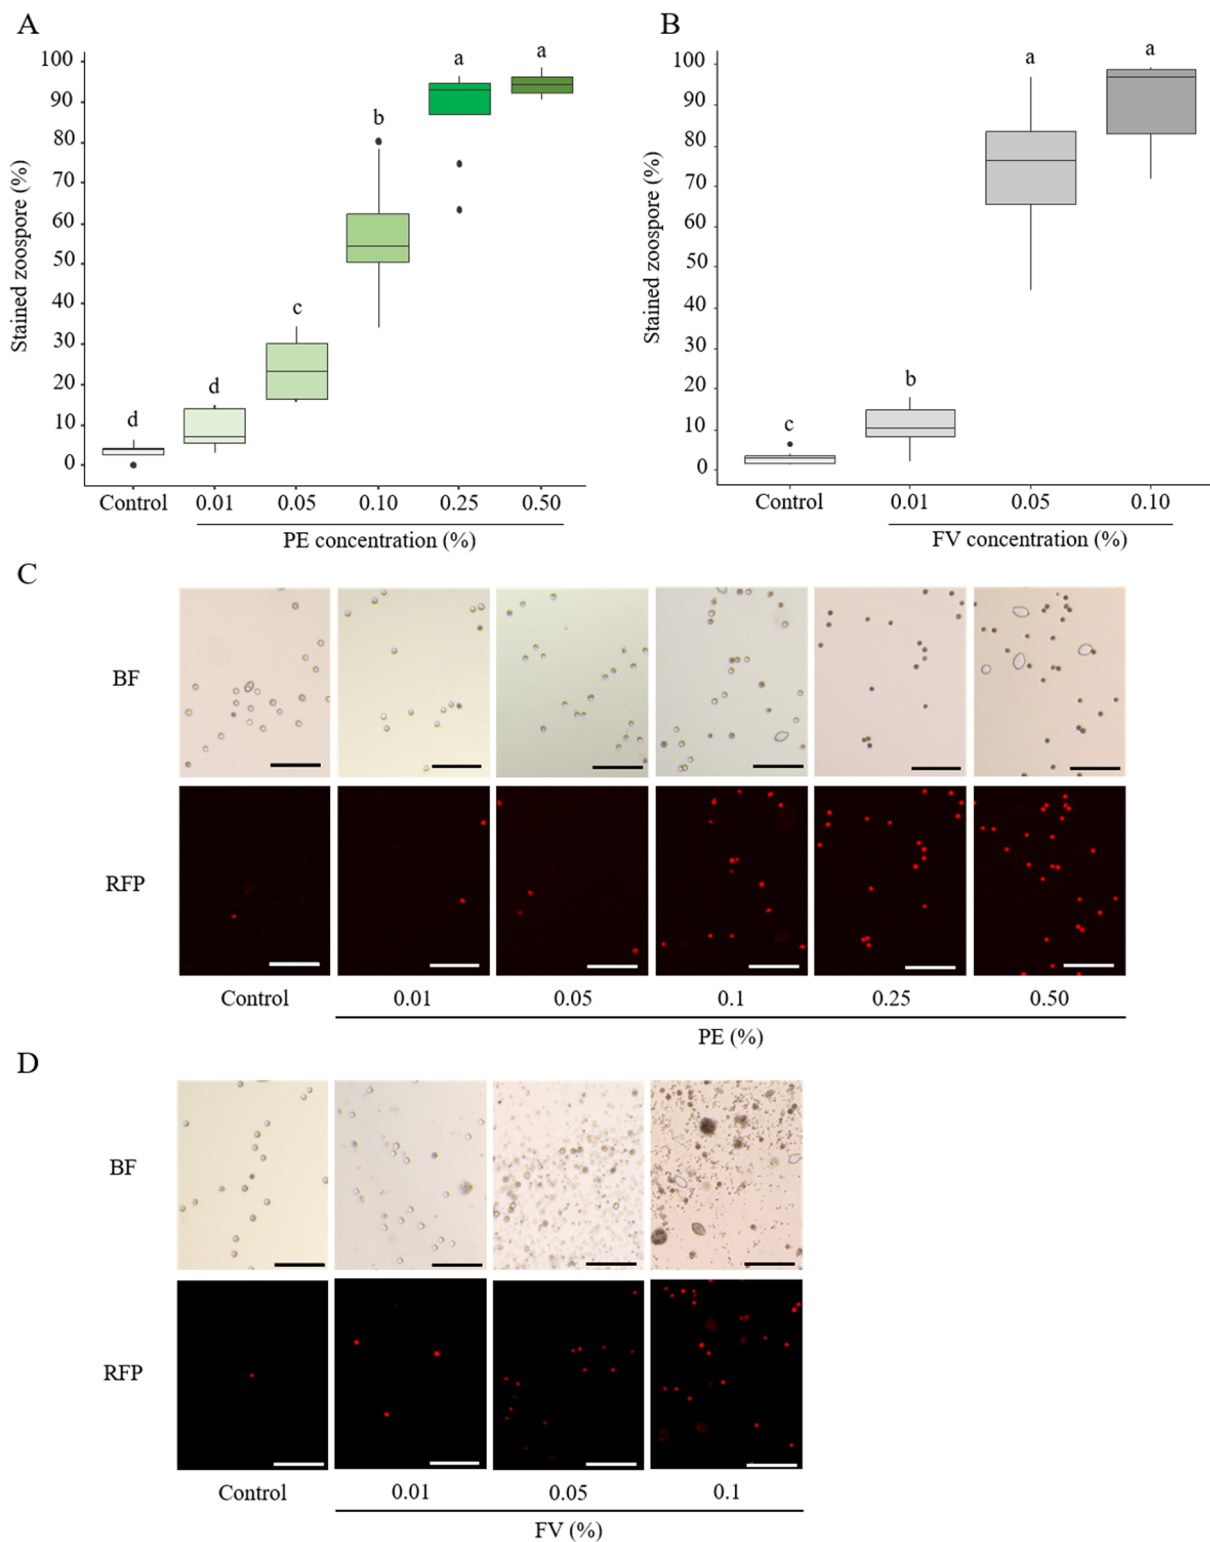 A
Stained zoospore (%)
100
90
80
70
60
50
40
30
20
10
0
d
d
c
b
a
a
Control
0.01
0.05
0.10
0.25
0.50
PE concentration (%)
B
Stained zoospore (%)
100
90
80
70
60
50
40
30
20
10
0
c
b
a
a
Control
0.01
0.05
0.10
FV concentration (%)
C
BF
RFP
Control
0.01
0.05
0.1
0.25
0.50
PE (%)
D
BF
RFP
Control
0.01
0.05
0.1
FV (%)